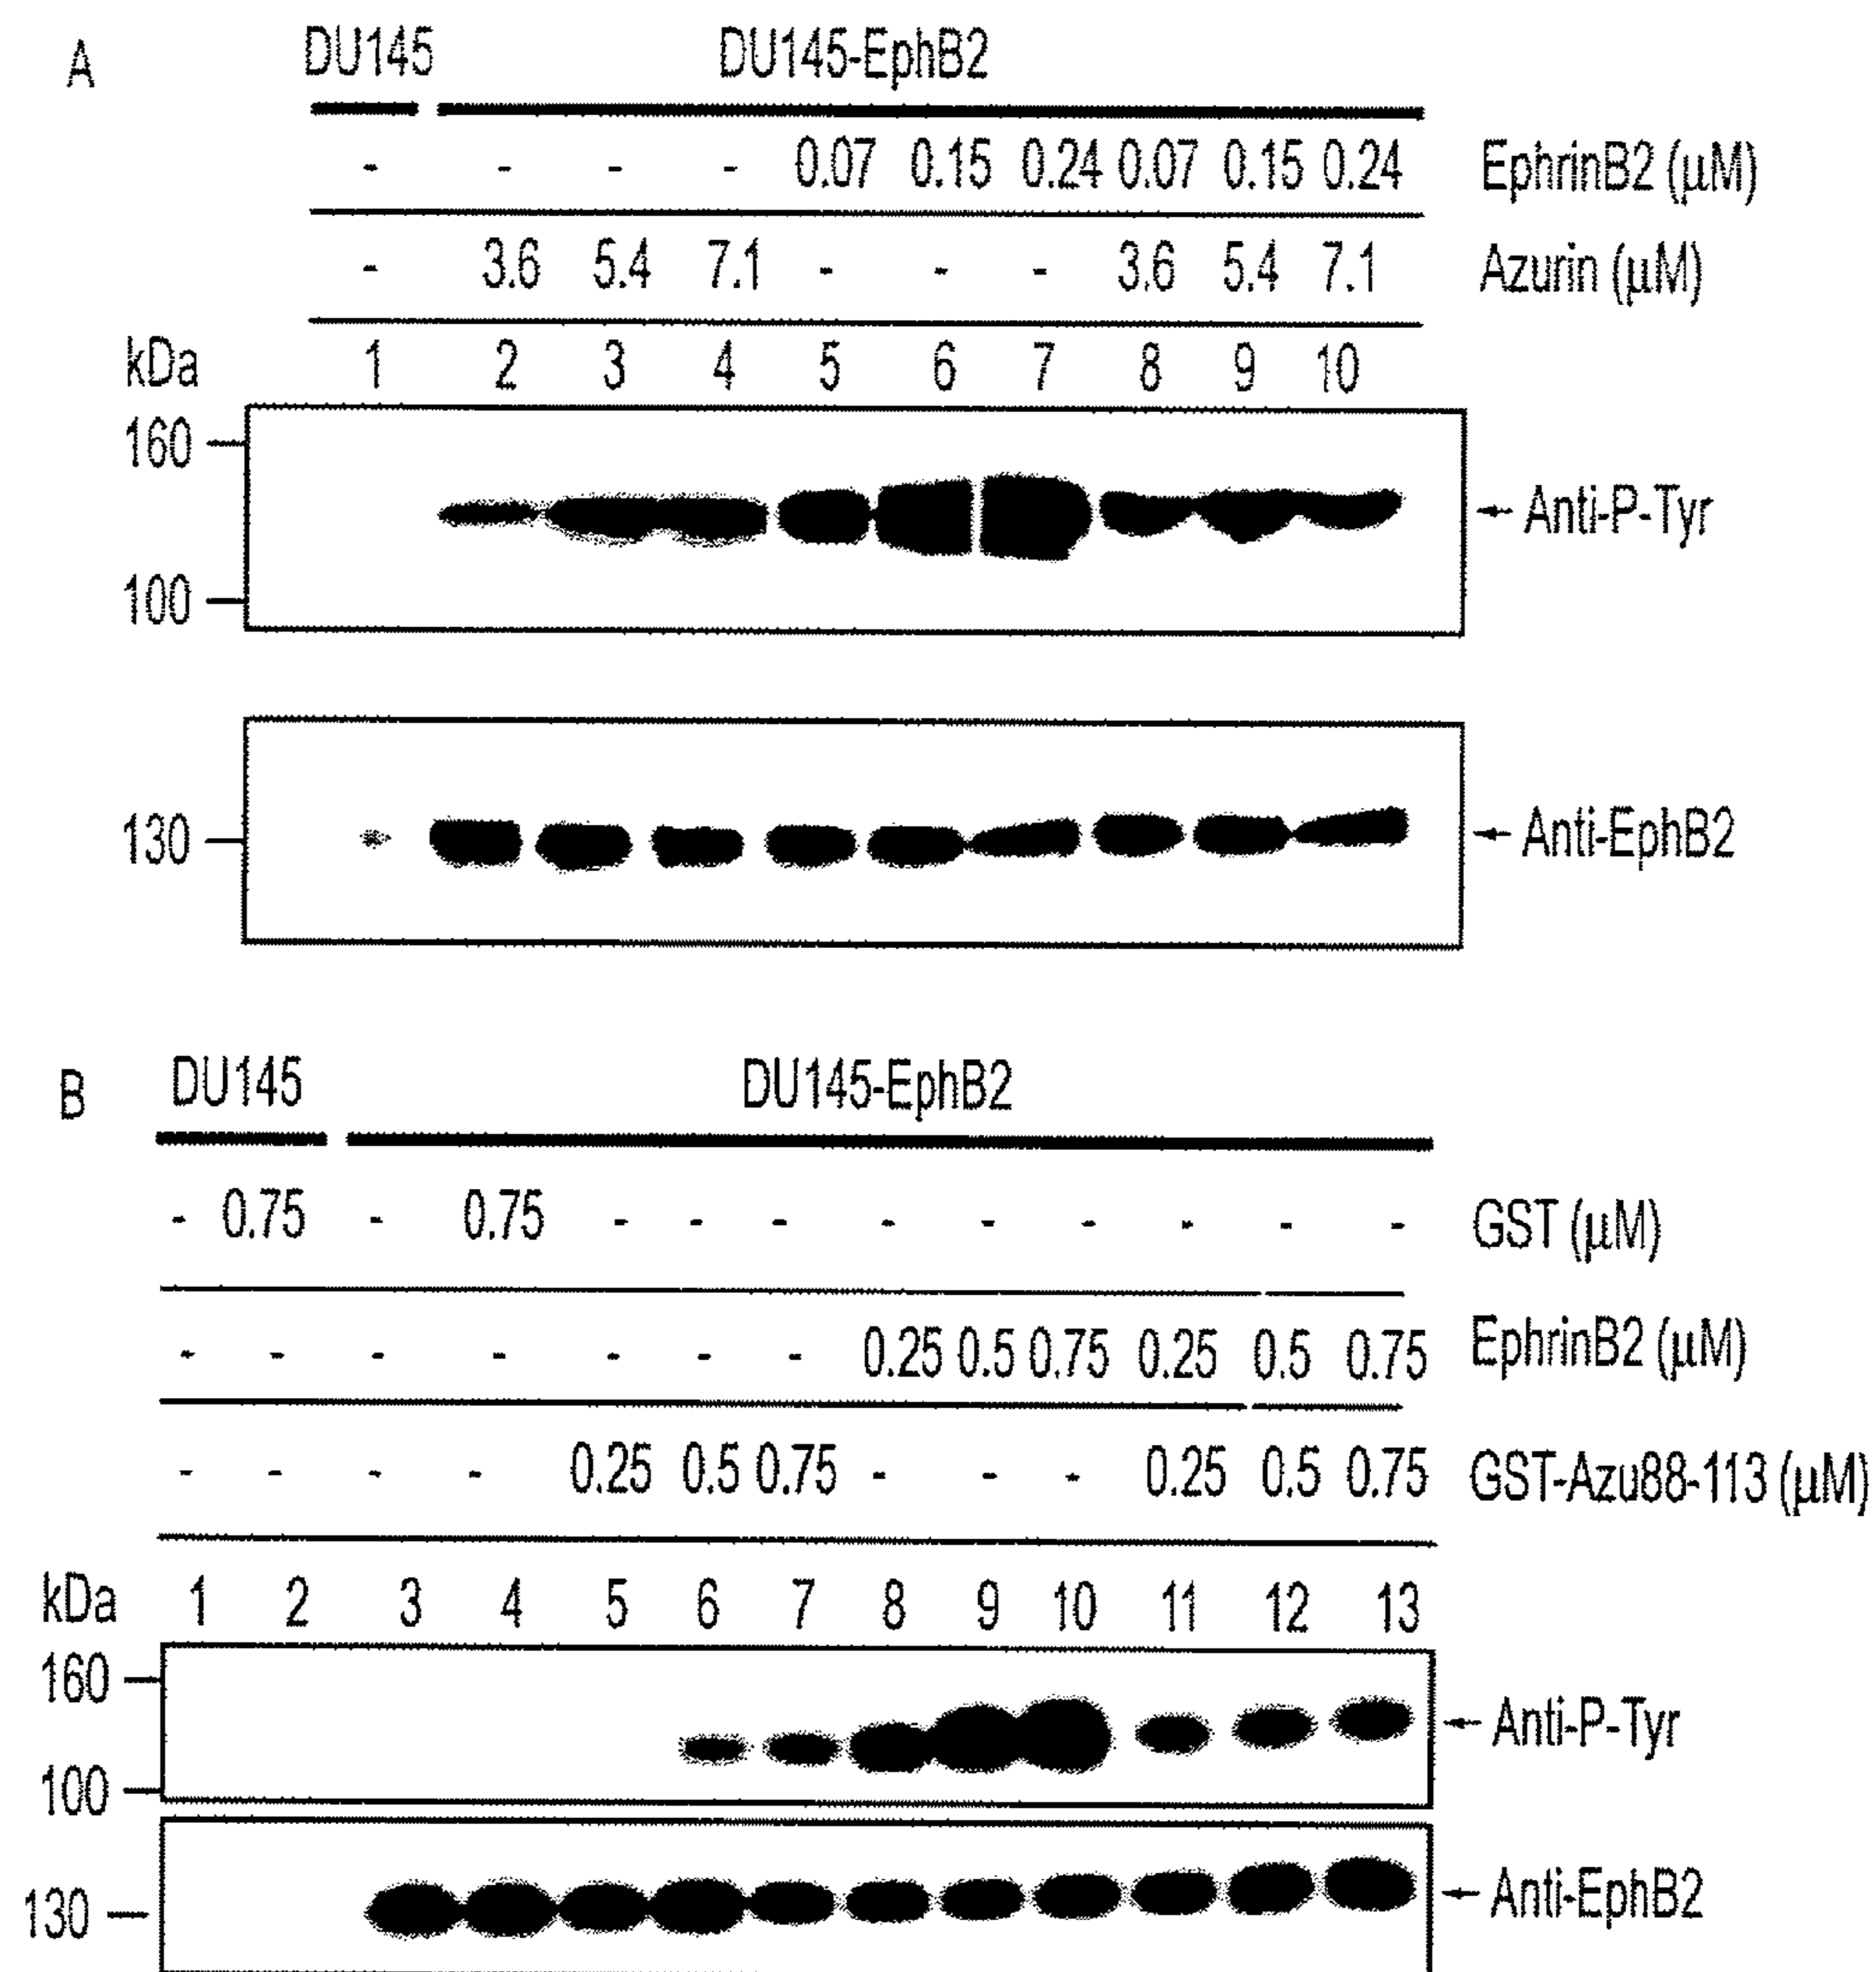 A DU145 DU145-EphB2
- - - - 0.07 0.15 0.24 0.07 0.15 0.24 EphrinB2 (μM)
- 3.6 5.4 7.1 - - - 3.6 5.4 7.1 Azurin (μM)
kDa 1 2 3 4 5 6 7 8 9 10
160
Anti-P-Tyr
100
130 Anti-EphB2
B DU145 DU145-EphB2
- 0.75 - 0.75 - - - - - - - - - GST (μM)
- - - - - - - 0.25 0.5 0.75 0.25 0.5 0.75 EphrinB2 (μM)
- - - - 0.25 0.5 0.75 - - - 0.25 0.5 0.75 GST-Azu88-113 (μM)
kDa 1 2 3 4 5 6 7 8 9 10 11 12 13
160
Anti-P-Tyr
100
130 Anti-EphB2